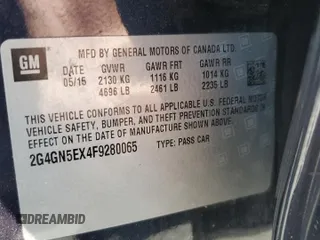 GM
MFD BY GENERAL MOTORS OF CANADA LTD.
DATE GVWR GAWR FRT GAWR RR
05/15 2130 KG 1116 KG 1014 KG
4696 LB 2461 LB 2235 LB
THIS VEHICLE CONFORMS TO ALL APPLICABLE U.S. FEDERAL MOTOR
VEHICLE SAFETY, BUMPER, AND THEFT PREVENTION STANDARDS IN
EFFECT ON THE DATE OF MANUFACTURE SHOWN ABOVE.
2G4GN5EX4F9280065 TYPE: PASS CAR
© IDRIVEANDBID